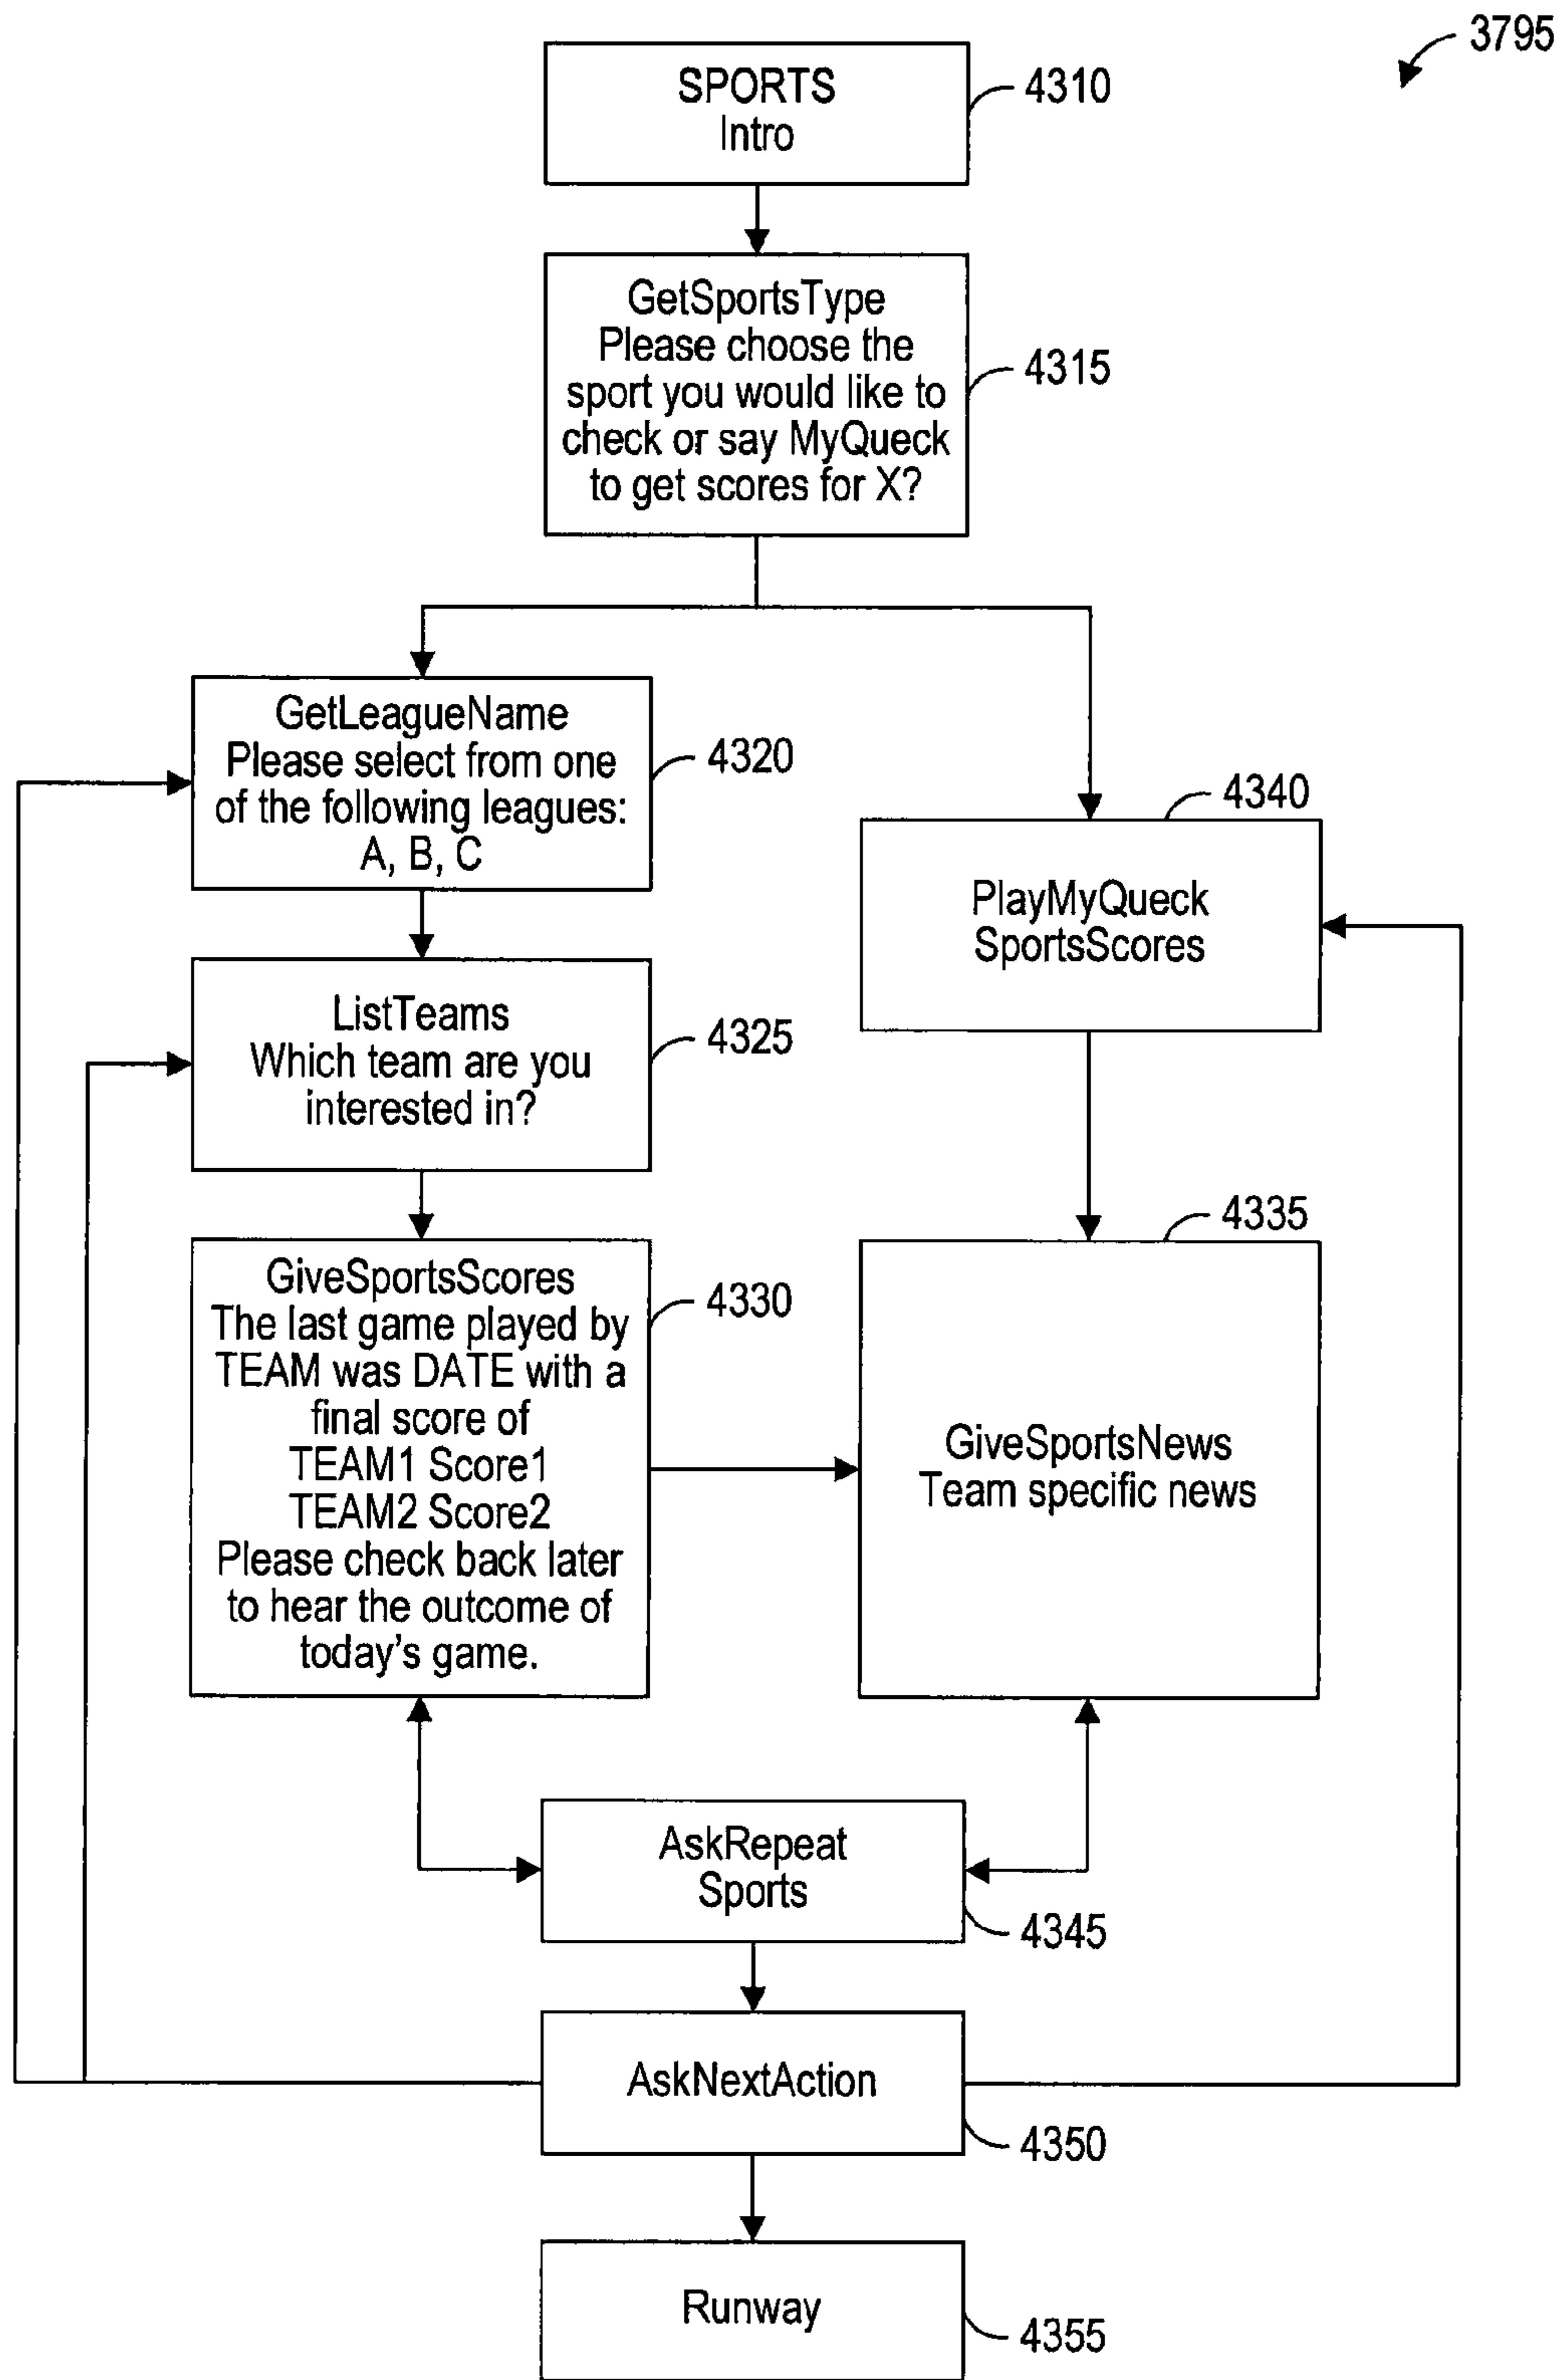 3795
SPORTS
Intro
4310
GetSportsType
Please choose the
sport you would like to
check or say MyQueck
to get scores for X?
4315
GetLeagueName
Please select from one
of the following leagues:
A, B, C
4320
PlayMyQueck
SportsScores
4340
ListTeams
Which team are you
interested in?
4325
GiveSportsScores
The last game played by
TEAM was DATE with a
final score of
TEAM1 Score1
TEAM2 Score2
Please check back later
to hear the outcome of
today's game.
4330
GiveSportsNews
Team specific news
4335
AskRepeat
Sports
4345
AskNextAction
4350
Runway
4355